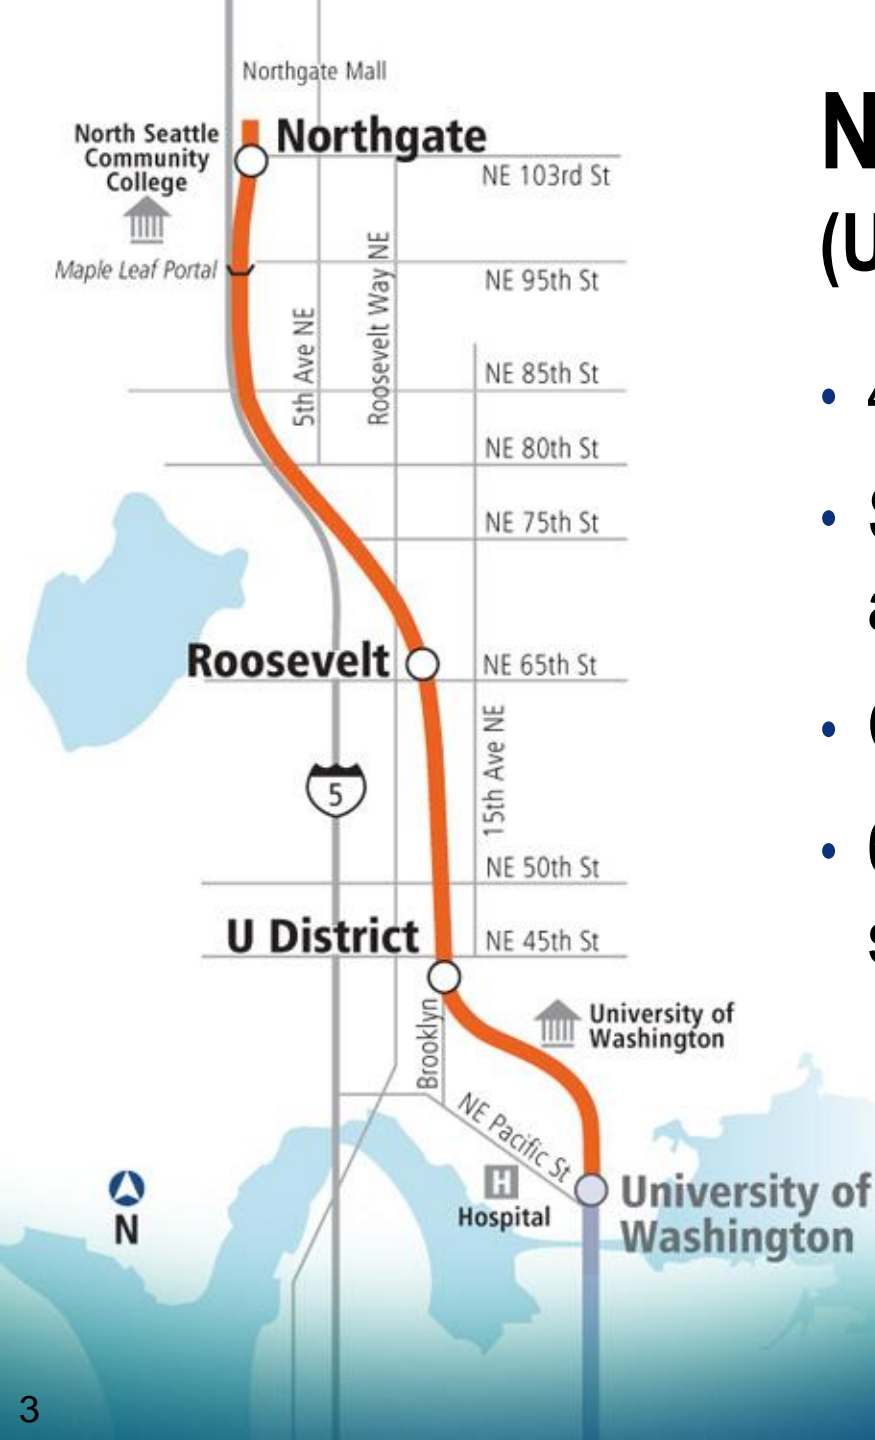 Northgate Mall
North Seattle
Community
College
Northgate
NE 103rd St
Maple Leaf Portal
NE 95th St
5th Ave NE
Roosevelt Way NE
NE 85th St
NE 80th St
NE 75th St
Roosevelt
NE 65th St
15th Ave NE
5
NE 50th St
U District
NE 45th St
Brooklyn
University of
Washington
NE Pacific St
H
Hospital
University of
Washington
N
3
N
(U
•
•
a
•
•
s